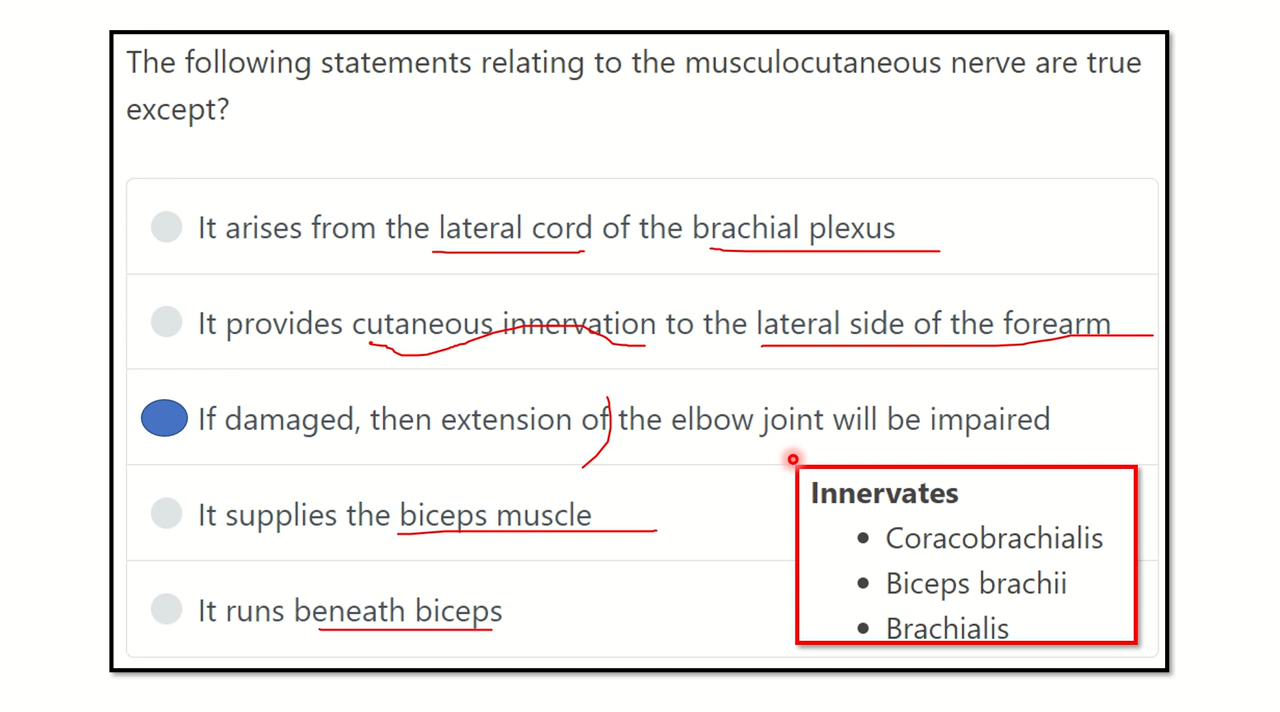 The following statements relating to the musculocutaneous nerve are true
except?
It arises from the lateral cord of the brachial plexus
It provides cutaneous innervation to the lateral side of the forearm
If damaged, then extension of the elbow joint will be impaired
It supplies the biceps muscle
It runs beneath biceps
Innervates
• Coracobrachialis
• Biceps brachii
• Brachialis